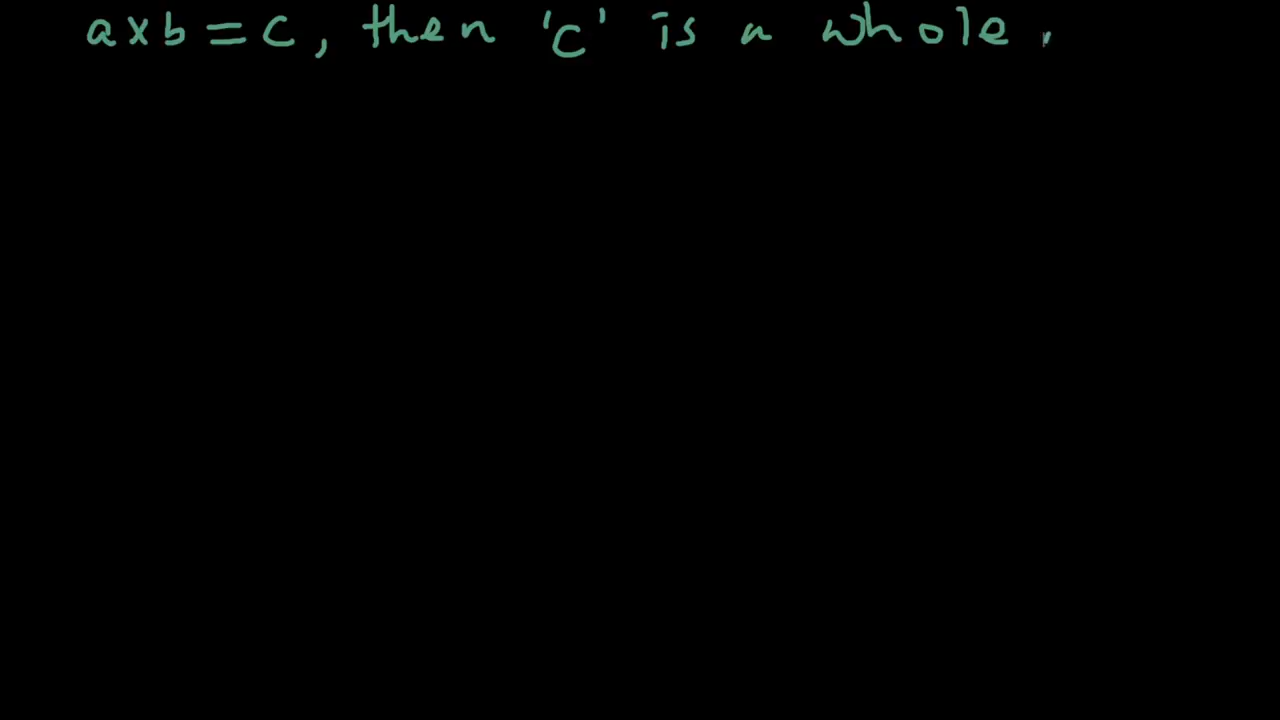 a×b=c, then 'c' is a whole.